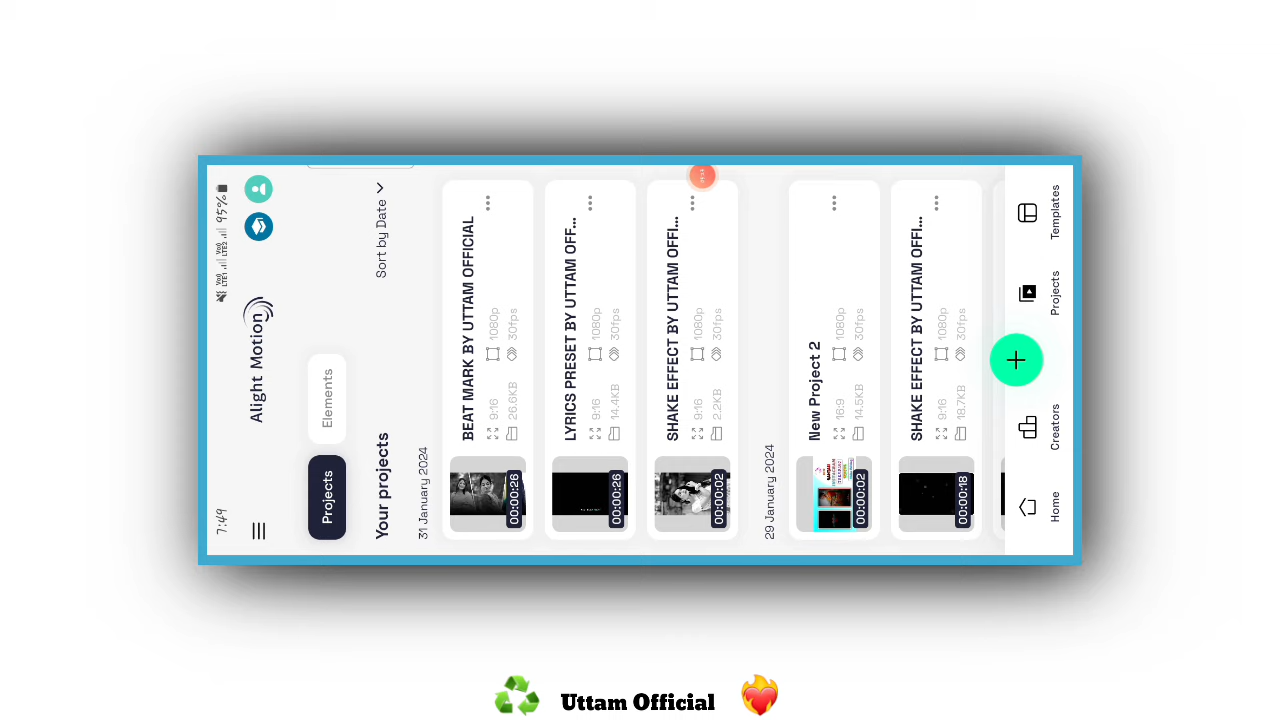 7:49
Vo)) LTE1 Vo)) LTE2 95%
Alight Motion
Projects
Elements
Your projects
Sort by Date
31 January 2024
BEAT MARK BY UTTAM OFFICIAL
9:16 1080p
26.6KB 30fps
00:00:26
LYRICS PRESET BY UTTAM OFF...
9:16 1080p
14.4KB 30fps
00:00:26
SHAKE EFFECT BY UTTAM OFFI...
9:16 1080p
2.2KB 30fps
00:00:02
29 January 2024
New Project 2
16:9 1080p
14.5KB 30fps
00:00:02
SHAKE EFFECT BY UTTAM OFFI...
9:16 1080p
18.7KB 30fps
00:00:18
Home
Creators
Projects
Templates
Uttam Official